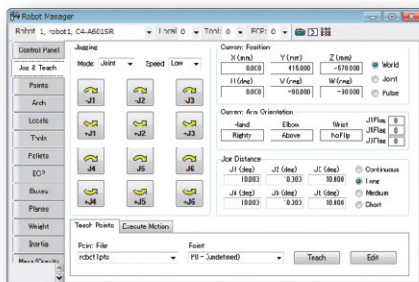 Robot Manager
Robot: 1, robot1, C4-A601SR Local: 0 Tool: 0 ECP: 0
Control Panel
Jog & Teach
Points
Arch
Locals
Tools
Pallets
ECP
Boxes
Planes
Weight
Inertia
Jogging
Mode: Joint Speed: Low
-J1 -J2 -J3
+J1 +J2 +J3
-J4 -J5 -J6
+J4 +J5 +J6
Current Position
X (mm) Y (mm) Z (mm)
0.000 415.000 -570.000
U (deg) V (deg) W (deg)
0.000 -90.000 -90.000
World
Joint
Pulse
Current Arm Orientation
Hand Elbow Wrist
Righty Above NoFlip
J1Flag 0
J4Flag 0
J6Flag 0
Jog Distance
J1 (deg) J2 (deg) J3 (deg)
10.000 10.000 10.000
J4 (deg) J5 (deg) J6 (deg)
10.000 10.000 10.000
Continuous
Long
Medium
Short
Teach Points Execute Motion
Point File: Point:
robot1.pts P0 - (undefined)
Teach Edit